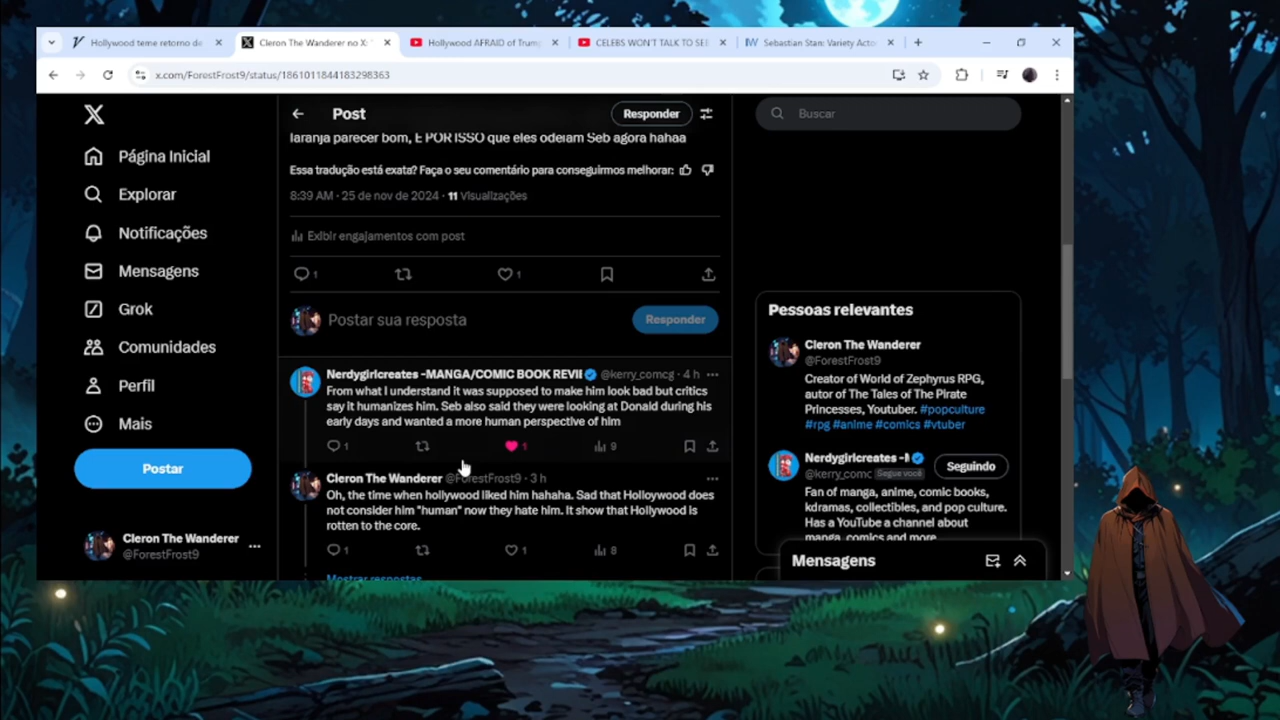 Hollywood teme retorno de
Cleron The Wanderer no X: "
Hollywood AFRAID of Trump
CELEBS WON'T TALK TO SE
Sebastian Stan: Variety Acto
x.com/ForestFrost9/status/1861011844183298363
Post
Responder
Buscar
laranja parecer bom, É POR ISSO que eles odeiam Seb agora hahaa
Página Inicial
Essa tradução está exata? Faça o seu comentário para conseguirmos melhorar:
Explorar
8:39 AM · 25 de nov de 2024 · 11 Visualizações
Notificações
Exibir engajamentos com post
Mensagens
1
1
Grok
Postar sua resposta
Responder
Comunidades
Perfil
Mais
Postar
Nerdygirlcreates -MANGA/COMIC BOOK REVII @kerry_comcg · 4 h
From what I understand it was supposed to make him look bad but critics
say it humanizes him. Seb also said they were looking at Donald during his
early days and wanted a more human perspective of him
1
1
9
Cleron The Wanderer @ForestFrost9 · 3 h
Oh, the time when hollywood liked him hahaha. Sad that Holloywood does
not consider him "human" now they hate him. It show that Hollywood is
rotten to the core.
1
1
8
Mostrar respostas
Cleron The Wanderer
@ForestFrost9
Pessoas relevantes
Cleron The Wanderer
@ForestFrost9
Creator of World of Zephyrus RPG,
autor of The Tales of The Pirate
Princesses, Youtuber. #popculture
#rpg #anime #comics #vtuber
Nerdygirlcreates -I
@kerry_comc Segue você
Seguindo
Fan of manga, anime, comic books,
kdramas, collectibles, and pop culture.
Has a YouTube a channel about
manga, comics and more
Mensagens